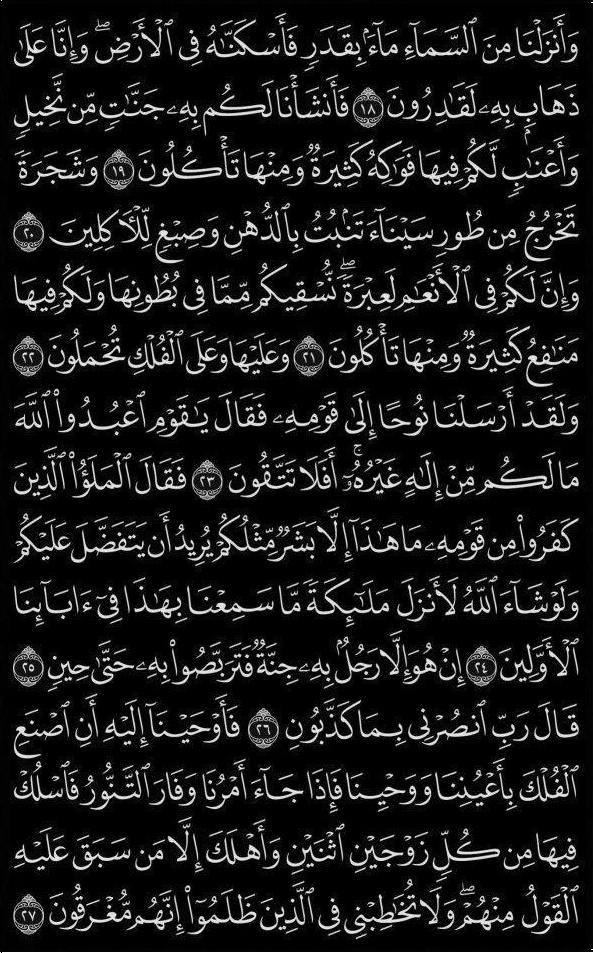 وَأَنزَلْنَا مِنَ ٱلسَّمَآءِ مَآءًۢ بِقَدَرٍ فَأَسْكَنَّـٰهُ فِى ٱلْأَرْضِ ۖ وَإِنَّا عَلَىٰ
ذَهَابٍۭ بِهِۦ لَقَـٰدِرُونَ ١٨ فَأَنشَأْنَا لَكُم بِهِۦ جَنَّـٰتٍ مِّن نَّخِيلٍ
وَأَعْنَـٰبٍ لَّكُمْ فِيهَا فَوَٰكِهُ كَثِيرَةٌ وَمِنْهَا تَأْكُلُونَ ١٩ وَشَجَرَةً
تَخْرُجُ مِن طُورِ سَيْنَآءَ تَنۢبُتُ بِٱلدُّهْنِ وَصِبْغٍ لِّلْـَٔاكِلِينَ ٢٠
وَإِنَّ لَكُمْ فِى ٱلْأَنْعَـٰمِ لَعِبْرَةً ۖ نُّسْقِيكُم مِّمَّا فِى بُطُونِهَا وَلَكُمْ فِيهَا
مَنَـٰفِعُ كَثِيرَةٌ وَمِنْهَا تَأْكُلُونَ ٢١ وَعَلَيْهَا وَعَلَى ٱلْفُلْكِ تُحْمَلُونَ ٢٢
وَلَقَدْ أَرْسَلْنَا نُوحًا إِلَىٰ قَوْمِهِۦ فَقَالَ يَـٰقَوْمِ ٱعْبُدُوا۟ ٱللَّهَ
مَا لَكُم مِّنْ إِلَـٰهٍ غَيْرُهُۥٓ ۚ أَفَلَا تَتَّقُونَ ٢٣ فَقَالَ ٱلْمَلَؤُا۟ ٱلَّذِينَ
كَفَرُوا۟ مِن قَوْمِهِۦ مَا هَـٰذَآ إِلَّا بَشَرٌ مِّثْلُكُمْ يُرِيدُ أَن يَتَفَضَّلَ عَلَيْكُمْ
وَلَوْ شَآءَ ٱللَّهُ لَأَنزَلَ مَلَـٰٓئِكَةً مَّا سَمِعْنَا بِهَـٰذَا فِىٓ ءَابَآئِنَا
ٱلْأَوَّلِينَ ٢٤ إِنْ هُوَ إِلَّا رَجُلٌۢ بِهِۦ جِنَّةٌ فَتَرَبَّصُوا۟ بِهِۦ حَتَّىٰ حِينٍ ٢٥
قَالَ رَبِّ ٱنصُرْنِى بِمَا كَذَّبُونِ ٢٦ فَأَوْحَيْنَآ إِلَيْهِ أَنِ ٱصْنَعِ
ٱلْفُلْكَ بِأَعْيُنِنَا وَوَحْيِنَا فَإِذَا جَآءَ أَمْرُنَا وَفَارَ ٱلتَّنُّورُ فَٱسْلُكْ
فِيهَا مِن كُلٍّ زَوْجَيْنِ ٱثْنَيْنِ وَأَهْلَكَ إِلَّا مَن سَبَقَ عَلَيْهِ
ٱلْقَوْلُ مِنْهُمْ ۖ وَلَا تُخَـٰطِبْنِى فِى ٱلَّذِينَ ظَلَمُوٓا۟ إِنَّهُم مُّغْرَقُونَ ٢٧